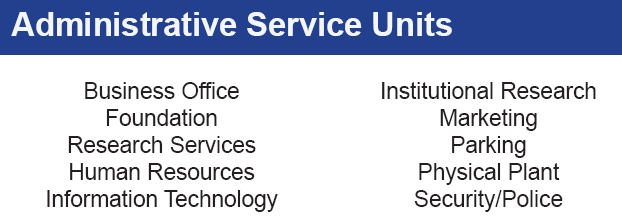 Administrative Service Units
Business Office
Foundation
Research Services
Human Resources
Information Technology
Institutional Research
Marketing
Parking
Physical Plant
Security/Police